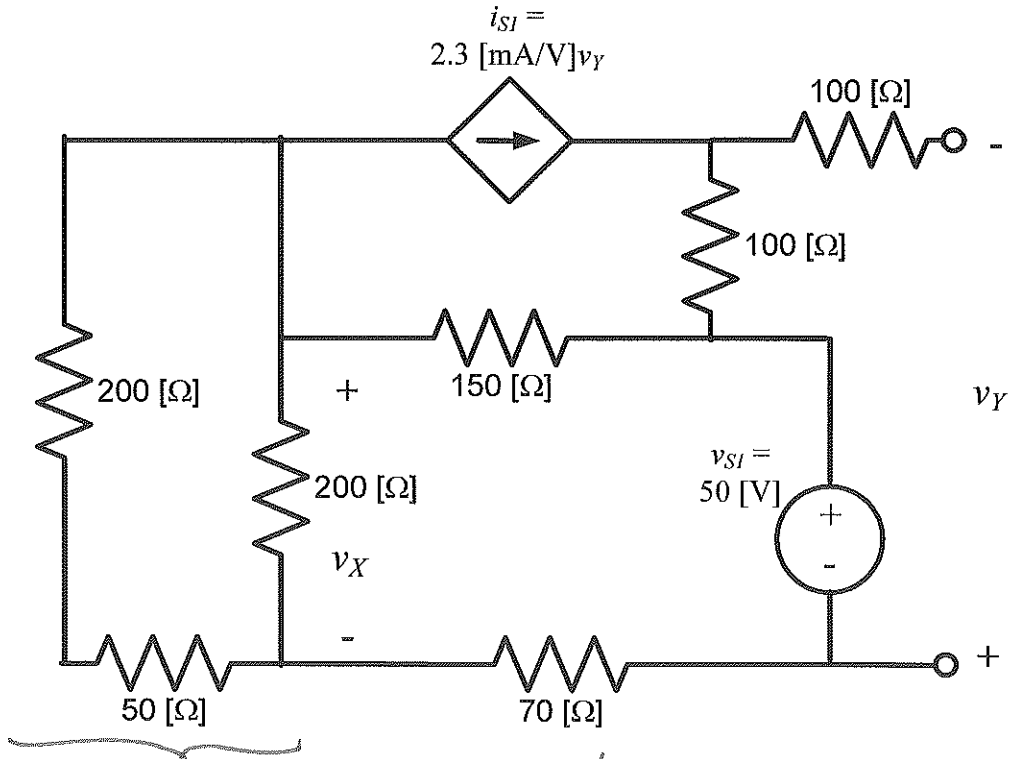 i_SI =
2.3 [mA/V]v_Y
100 [Ω]
-
100 [Ω]
200 [Ω]
+
150 [Ω]
v_Y
v_SI =
50 [V]
200 [Ω]
+
-
v_X
-
+
50 [Ω]
70 [Ω]